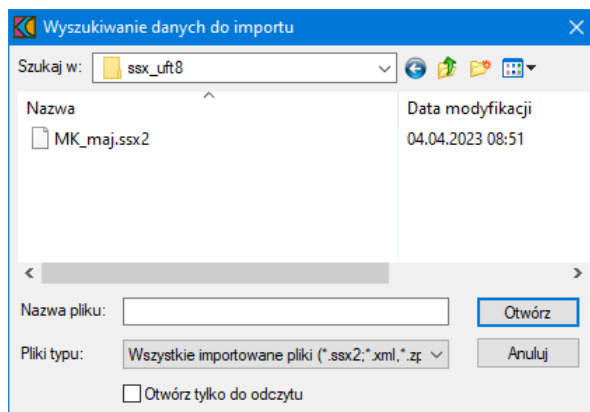 Wyszukiwanie danych do importu
Szukaj w: ssx_uft8
Nazwa Data modyfikacji
MK_maj.ssx2 04.04.2023 08:51
Nazwa pliku: Otwórz
Pliki typu: Wszystkie importowane pliki (*.ssx2;*.xml,*.zp Anuluj
Otwórz tylko do odczytu